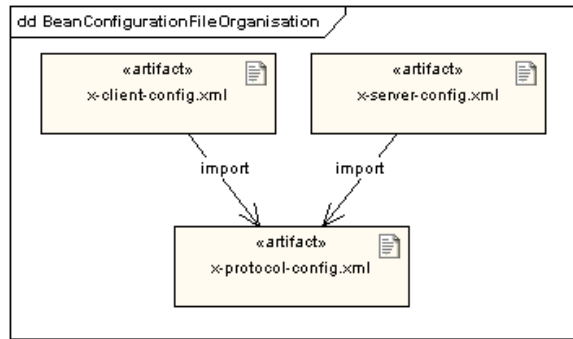 dd BeanConfigurationFileOrganisation
«artifact»
x-client-config.xml
«artifact»
x-server-config.xml
import
import
«artifact»
x-protocol-config.xml